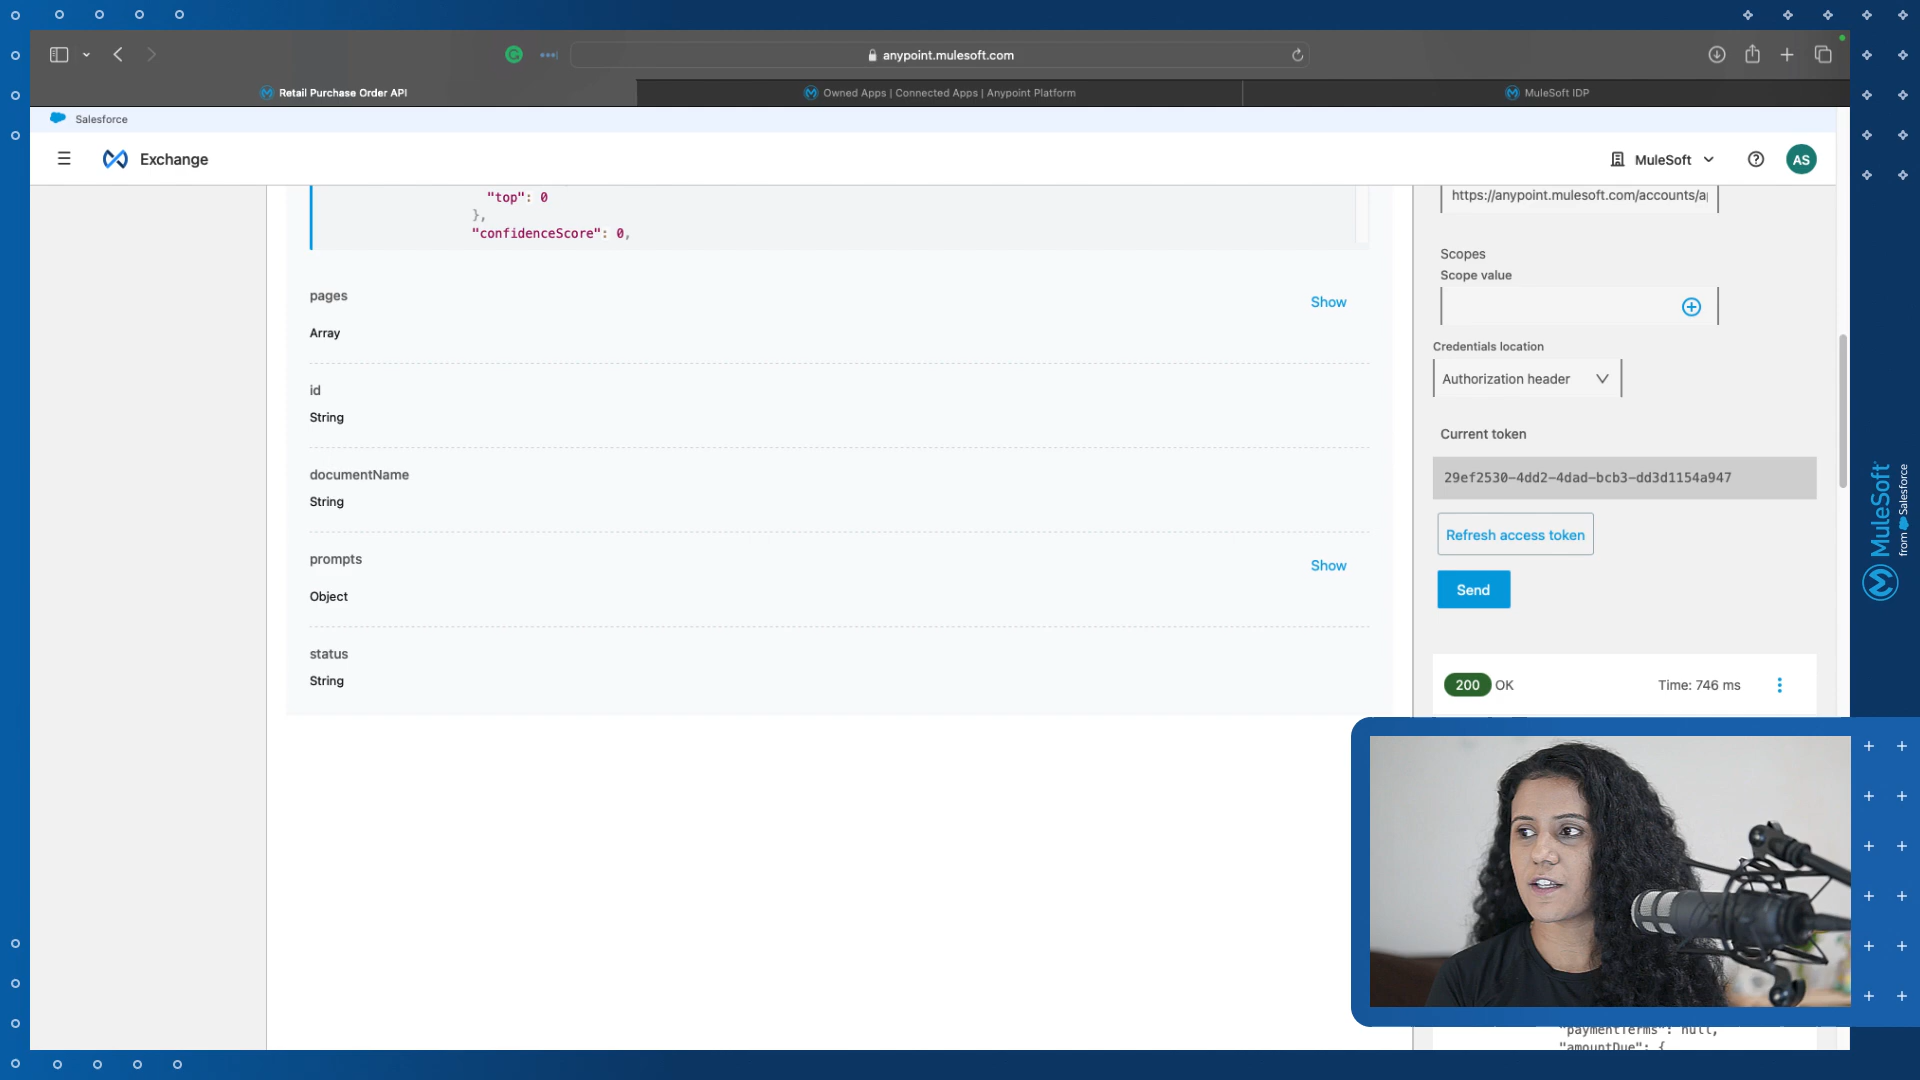 anypoint.mulesoft.com
Retail Purchase Order API
Owned Apps | Connected Apps | Anypoint Platform
MuleSoft IDP
Salesforce
Exchange
MuleSoft
AS
"top": 0
},
"confidenceScore": 0,
pages
Show
Array
id
String
documentName
String
prompts
Show
Object
status
String
https://anypoint.mulesoft.com/accounts/a
Scopes
Scope value
Credentials location
Authorization header
Current token
29ef2530-4dd2-4dad-bcb3-dd3d1154a947
Refresh access token
Send
200 OK
Time: 746 ms
"paymentTerms": null,
"amountDue": {
MuleSoft
from Salesforce